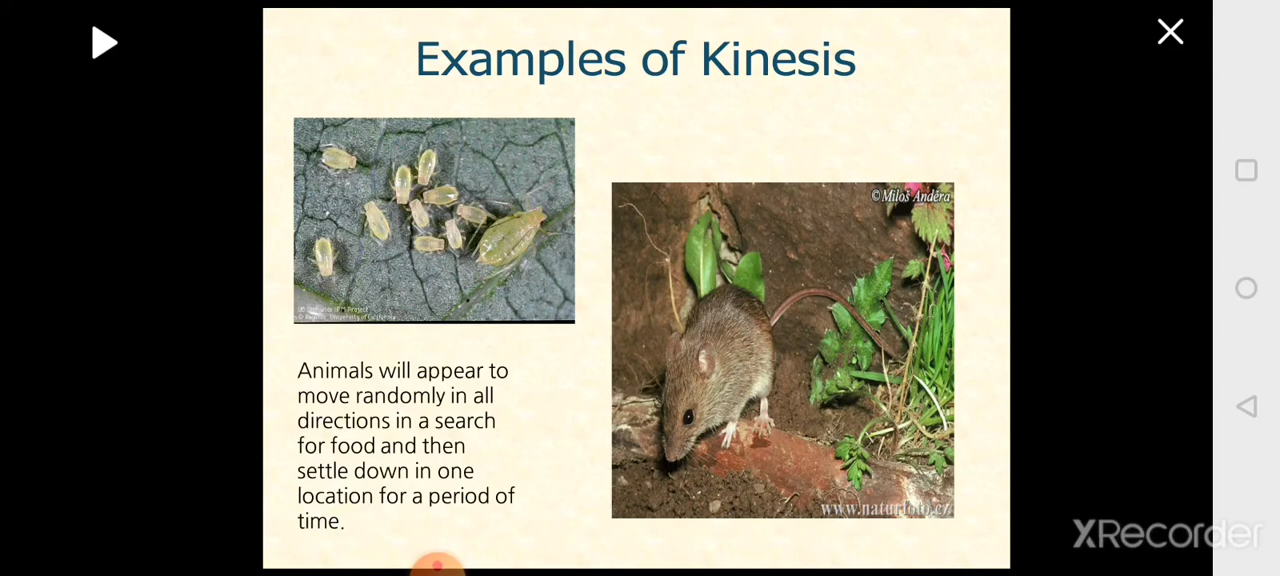 Examples of Kinesis
©Miloš Anděra
Animals will appear to
move randomly in all
directions in a search
for food and then
settle down in one
location for a period of
time.
www.naturfoto.cz
XRecorder